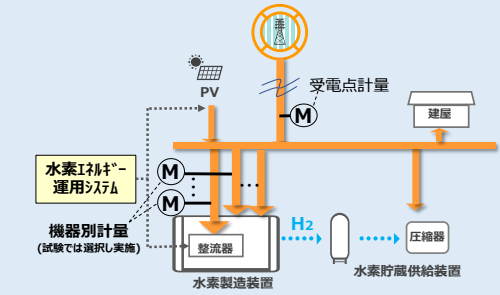 受電点計量
PV
M
建屋
水素ｴﾈﾙｷﾞｰ
運用ｼｽﾃﾑ
M
M
機器別計量
(試験では選択し実施)
H2
整流器
圧縮器
水素製造装置
水素貯蔵供給装置